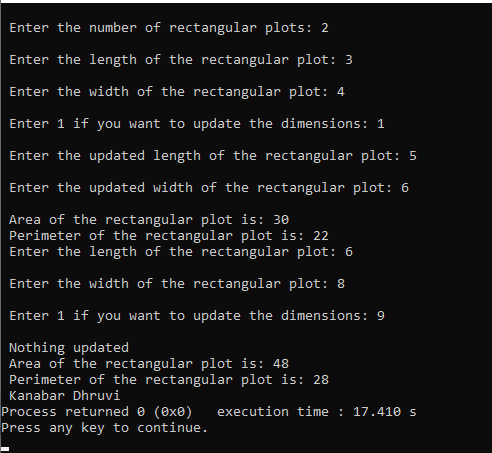 Enter the number of rectangular plots: 2
Enter the length of the rectangular plot: 3
Enter the width of the rectangular plot: 4
Enter 1 if you want to update the dimensions: 1
Enter the updated length of the rectangular plot: 5
Enter the updated width of the rectangular plot: 6
Area of the rectangular plot is: 30
Perimeter of the rectangular plot is: 22
Enter the length of the rectangular plot: 6
Enter the width of the rectangular plot: 8
Enter 1 if you want to update the dimensions: 9
Nothing updated
Area of the rectangular plot is: 48
Perimeter of the rectangular plot is: 28
Kanabar Dhruvi
Process returned 0 (0x0)   execution time : 17.410 s
Press any key to continue.